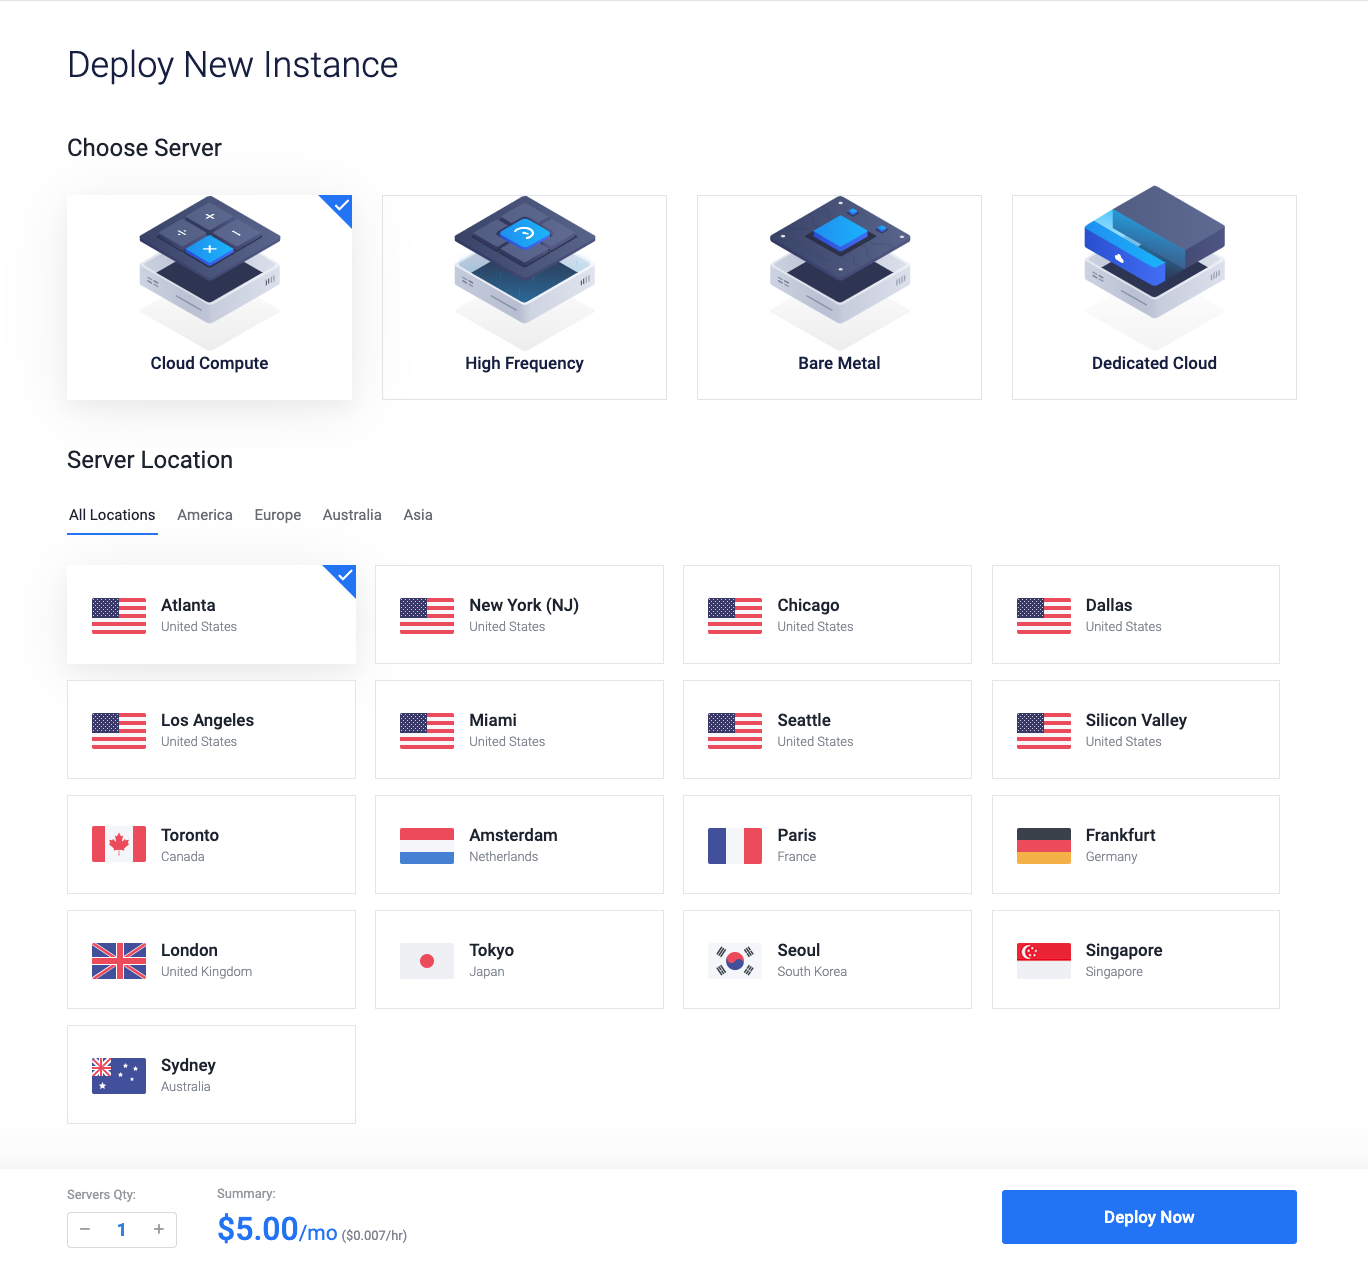 Deploy New Instance
Choose Server
Cloud Compute
High Frequency
Bare Metal
Dedicated Cloud
Server Location
All Locations America Europe Australia Asia
Atlanta
United States
New York (NJ)
United States
Chicago
United States
Dallas
United States
Los Angeles
United States
Miami
United States
Seattle
United States
Silicon Valley
United States
Toronto
Canada
Amsterdam
Netherlands
Paris
France
Frankfurt
Germany
London
United Kingdom
Tokyo
Japan
Seoul
South Korea
Singapore
Singapore
Sydney
Australia
Servers Qty:
− 1 +
Summary:
$5.00/mo ($0.007/hr)
Deploy Now